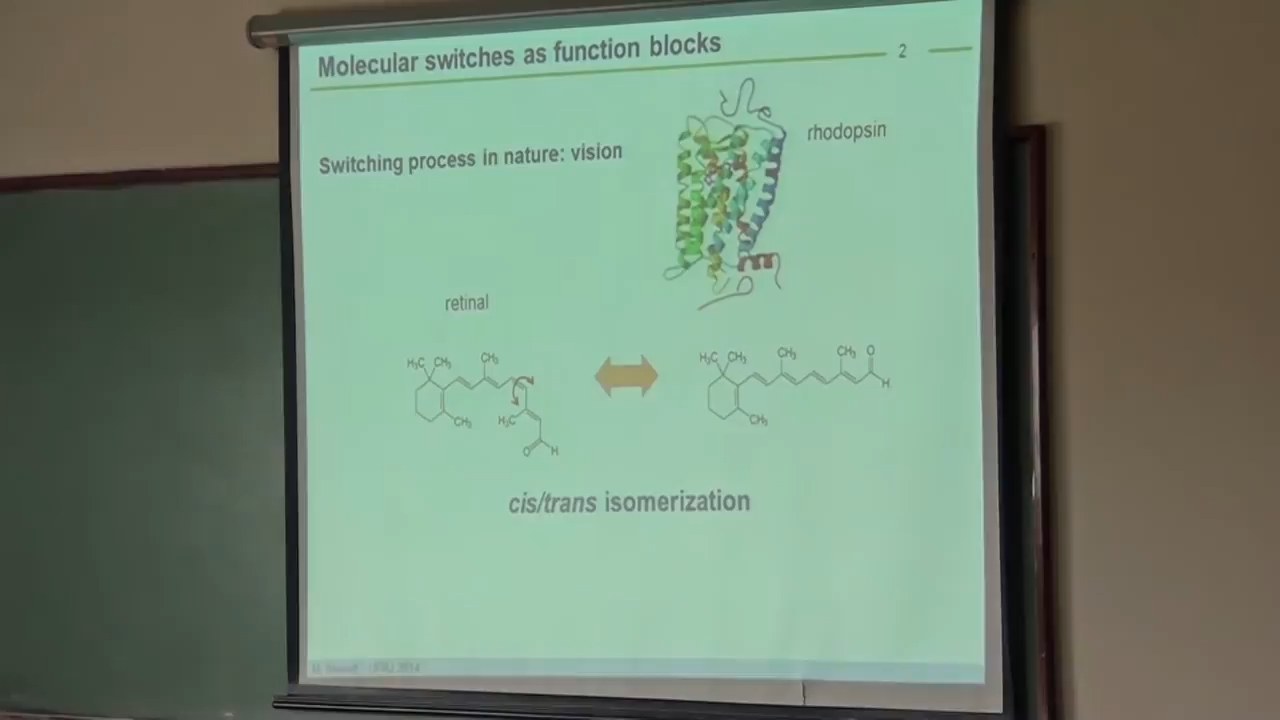 Molecular switches as function blocks
2
Switching process in nature: vision
rhodopsin
retinal
H₃C CH₃ CH₃
CH₃ H₃C
O H
H₃C CH₃ CH₃ CH₃ O
H
CH₃
cis/trans isomerization
2014